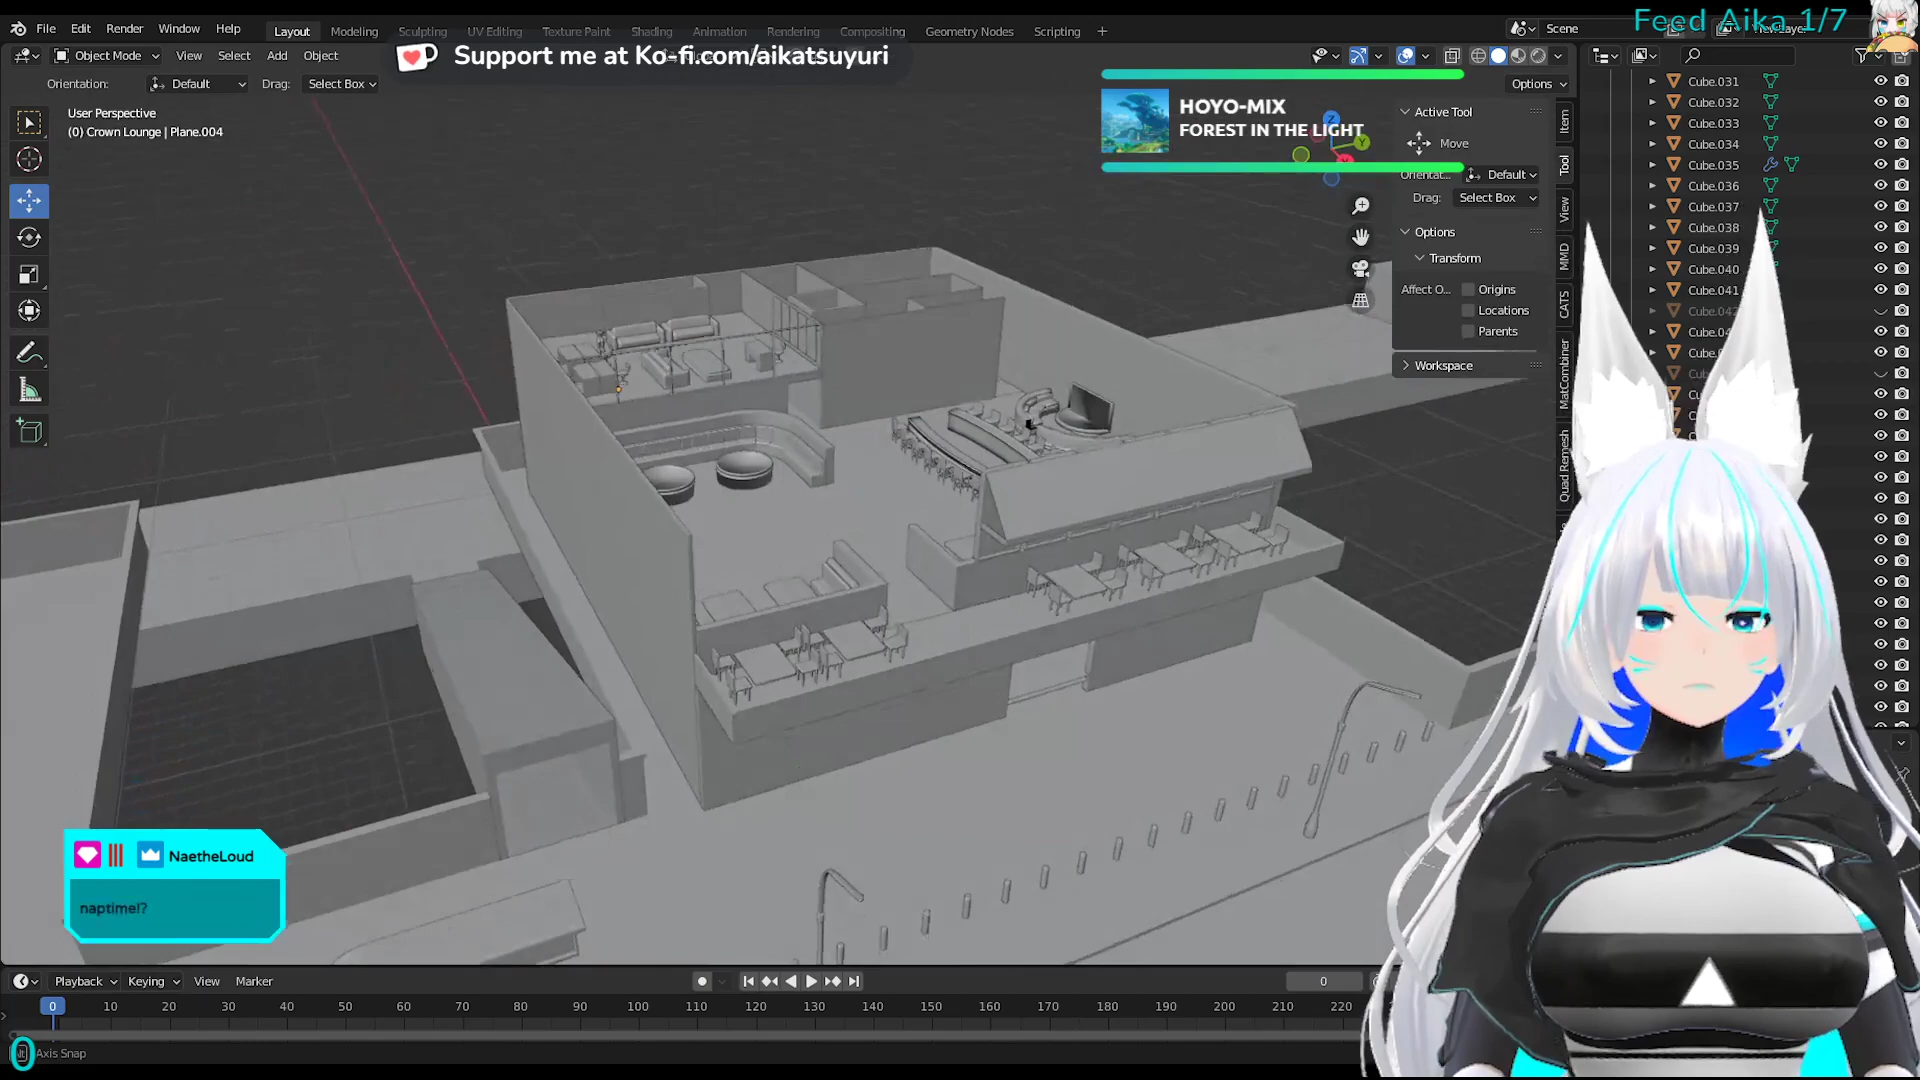 File Edit Render Window Help
Layout Modeling Sculpting UV Editing Texture Paint Shading Animation Rendering Compositing Geometry Nodes Scripting +
Scene
Feed Aika 1/7
Object Mode View Select Add Object
Support me at Ko-fi.com/aikatsuyuri
Orientation: Default Drag: Select Box
Options
User Perspective
(0) Crown Lounge | Plane.004
HOYO-MIX
FOREST IN THE LIGHT
Z
Y
Active Tool
Move
Orientat... Default
Drag: Select Box
Options
Transform
Affect O... Origins
Locations
Parents
Workspace
Item
Tool
View
MMD
CATS
MatCombiner
Quad Remesh
Cube.031
Cube.032
Cube.033
Cube.034
Cube.035
Cube.036
Cube.037
Cube.038
Cube.039
Cube.040
Cube.041
NaetheLoud
naptime!?
Playback Keying View Marker
0
0 10 20 30 40 50 60 70 80 90 100 110 120 130 140 150 160 170 180 190 200 210 220
0
Axis Snap